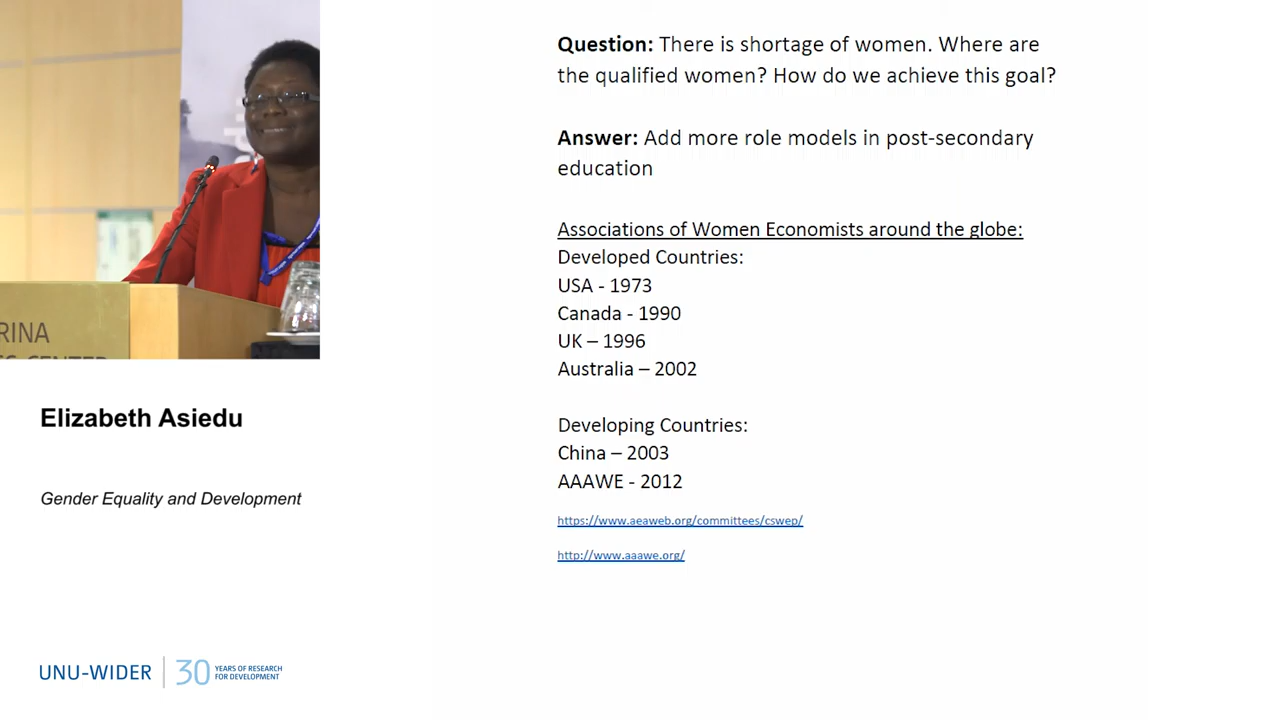 RINA
Elizabeth Asiedu
Gender Equality and Development
UNU-WIDER
30 YEARS OF RESEARCH
FOR DEVELOPMENT
Question: There is shortage of women. Where are
the qualified women? How do we achieve this goal?
Answer: Add more role models in post-secondary
education
Associations of Women Economists around the globe:
Developed Countries:
USA - 1973
Canada - 1990
UK – 1996
Australia – 2002
Developing Countries:
China – 2003
AAAWE - 2012
https://www.aeaweb.org/committees/cswep/
http://www.aaawe.org/